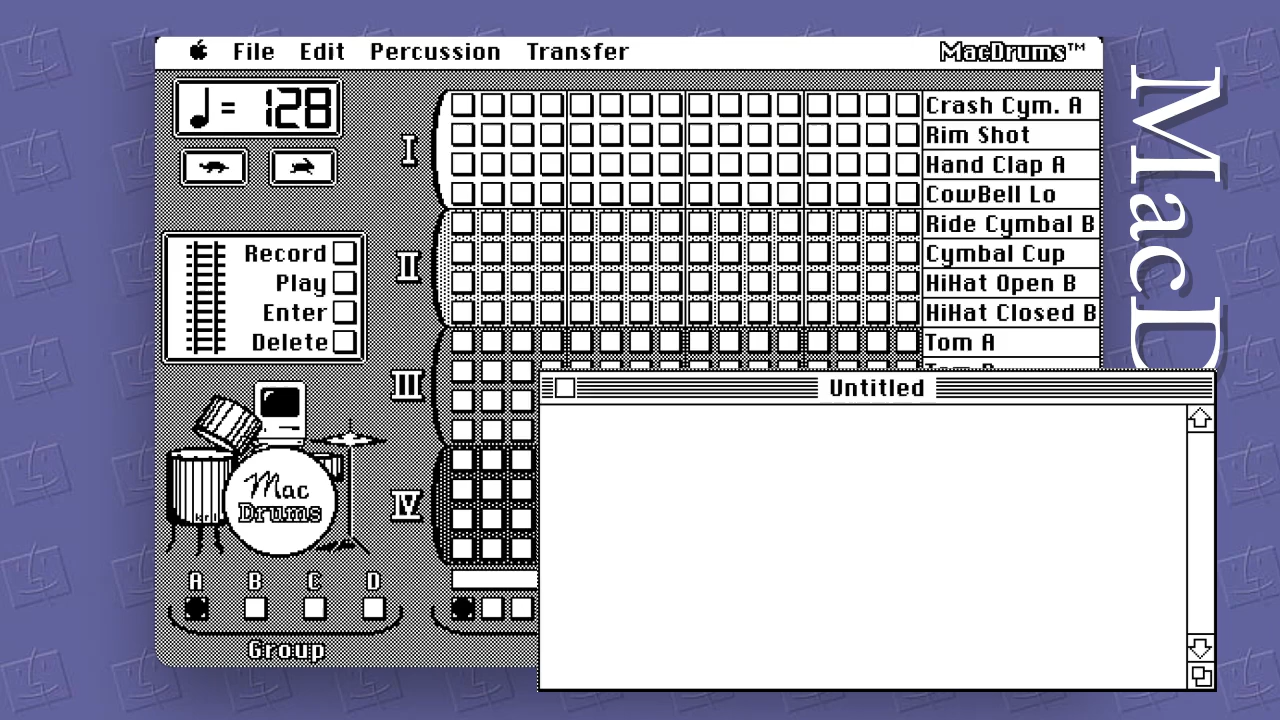 File Edit Percussion Transfer MacDrums™
♩= 128
Crash Cym. A
Rim Shot
Hand Clap A
CowBell Lo
Ride Cymbal B
Cymbal Cup
HiHat Open B
HiHat Closed B
Tom A
I
II
III
IV
Record
Play
Enter
Delete
Mac
Drums
krl
A B C D
Group
Untitled
MacD